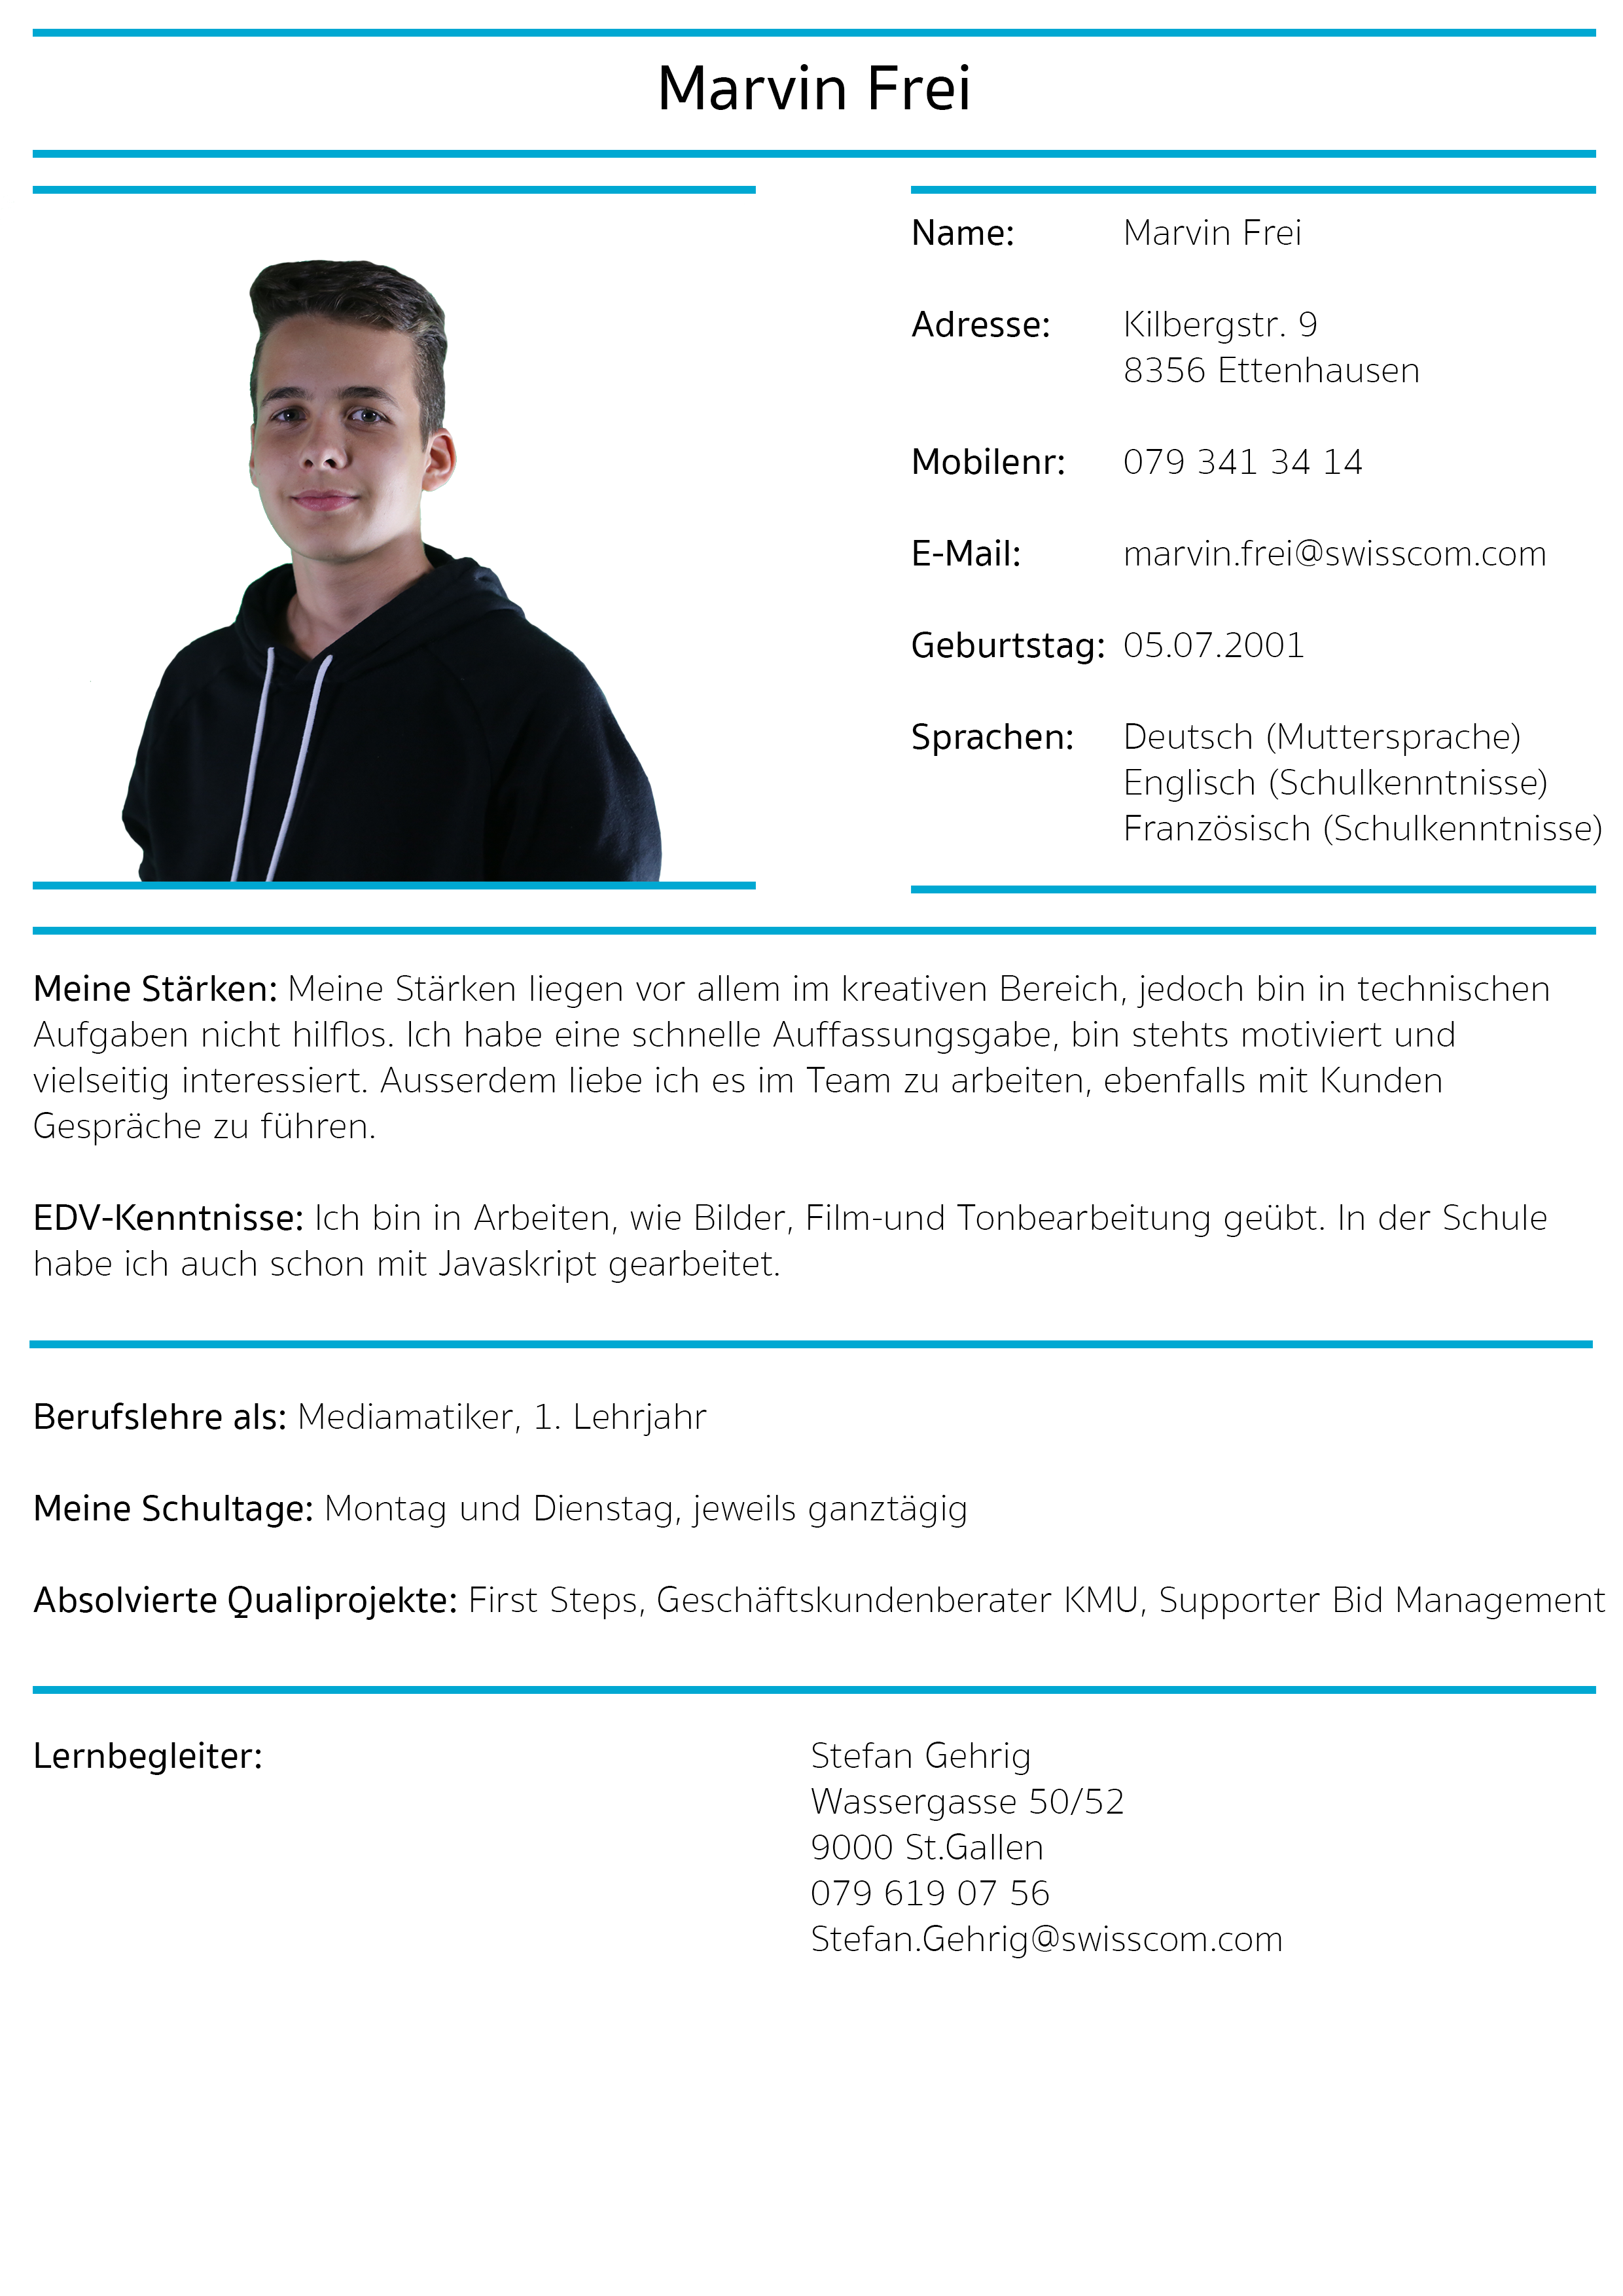 Marvin Frei
Name: Marvin Frei
Adresse: Kilbergstr. 9
8356 Ettenhausen
Mobilenr: 079 341 34 14
E-Mail: marvin.frei@swisscom.com
Geburtstag: 05.07.2001
Sprachen: Deutsch (Muttersprache)
Englisch (Schulkenntnisse)
Französisch (Schulkenntnisse)
Meine Stärken: Meine Stärken liegen vor allem im kreativen Bereich, jedoch bin in technischen
Aufgaben nicht hilflos. Ich habe eine schnelle Auffassungsgabe, bin stehts motiviert und
vielseitig interessiert. Ausserdem liebe ich es im Team zu arbeiten, ebenfalls mit Kunden
Gespräche zu führen.
EDV-Kenntnisse: Ich bin in Arbeiten, wie Bilder, Film-und Tonbearbeitung geübt. In der Schule
habe ich auch schon mit Javaskript gearbeitet.
Berufslehre als: Mediamatiker, 1. Lehrjahr
Meine Schultage: Montag und Dienstag, jeweils ganztägig
Absolvierte Qualiprojekte: First Steps, Geschäftskundenberater KMU, Supporter Bid Management
Lernbegleiter: Stefan Gehrig
Wassergasse 50/52
9000 St.Gallen
079 619 07 56
Stefan.Gehrig@swisscom.com